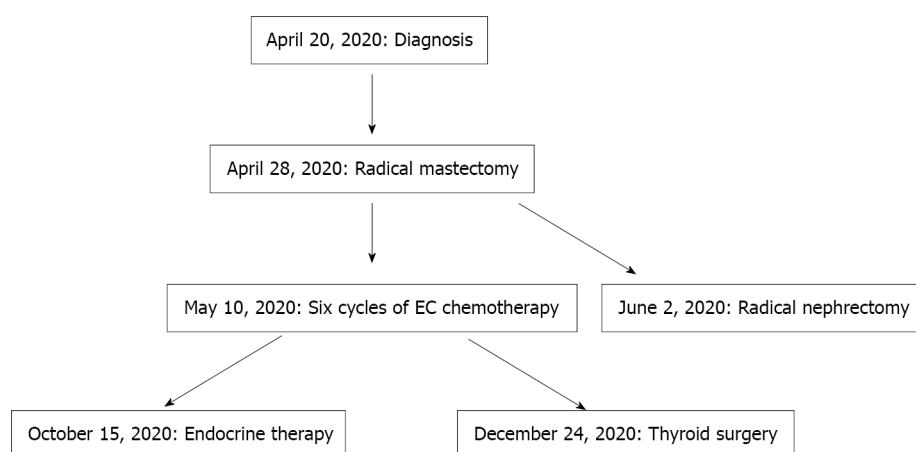 April 20, 2020: Diagnosis
April 28, 2020: Radical mastectomy
May 10, 2020: Six cycles of EC chemotherapy
June 2, 2020: Radical nephrectomy
October 15, 2020: Endocrine therapy
December 24, 2020: Thyroid surgery